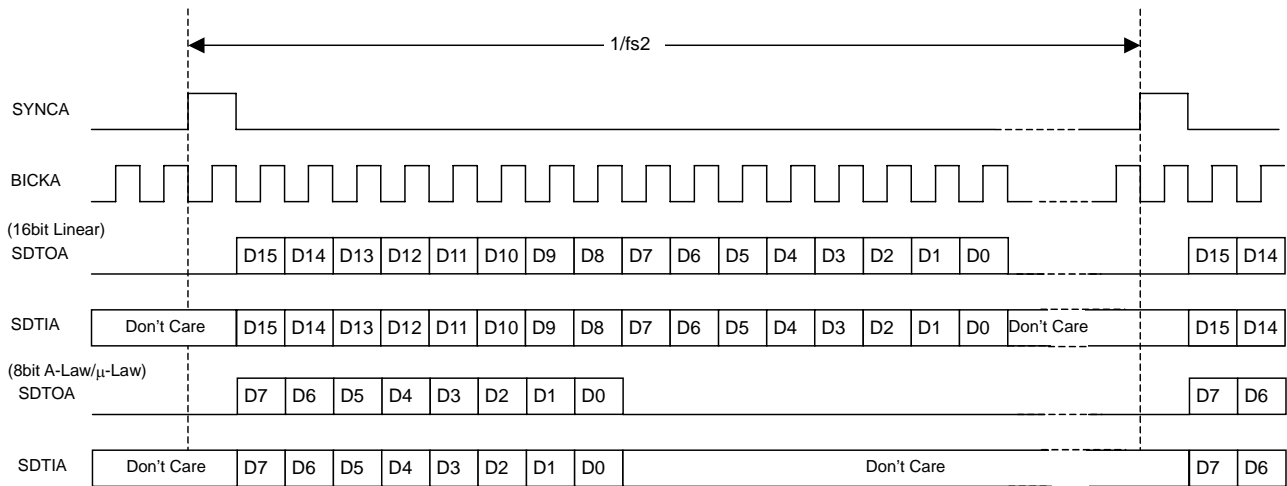 1/fs2
SYNCA
BICKA
(16bit Linear)
SDTOA D15 D14 D13 D12 D11 D10 D9 D8 D7 D6 D5 D4 D3 D2 D1 D0 D15 D14
SDTIA Don't Care D15 D14 D13 D12 D11 D10 D9 D8 D7 D6 D5 D4 D3 D2 D1 D0 Don't Care D15 D14
(8bit A-Law/μ-Law)
SDTOA D7 D6 D5 D4 D3 D2 D1 D0 D7 D6
SDTIA Don't Care D7 D6 D5 D4 D3 D2 D1 D0 Don't Care D7 D6